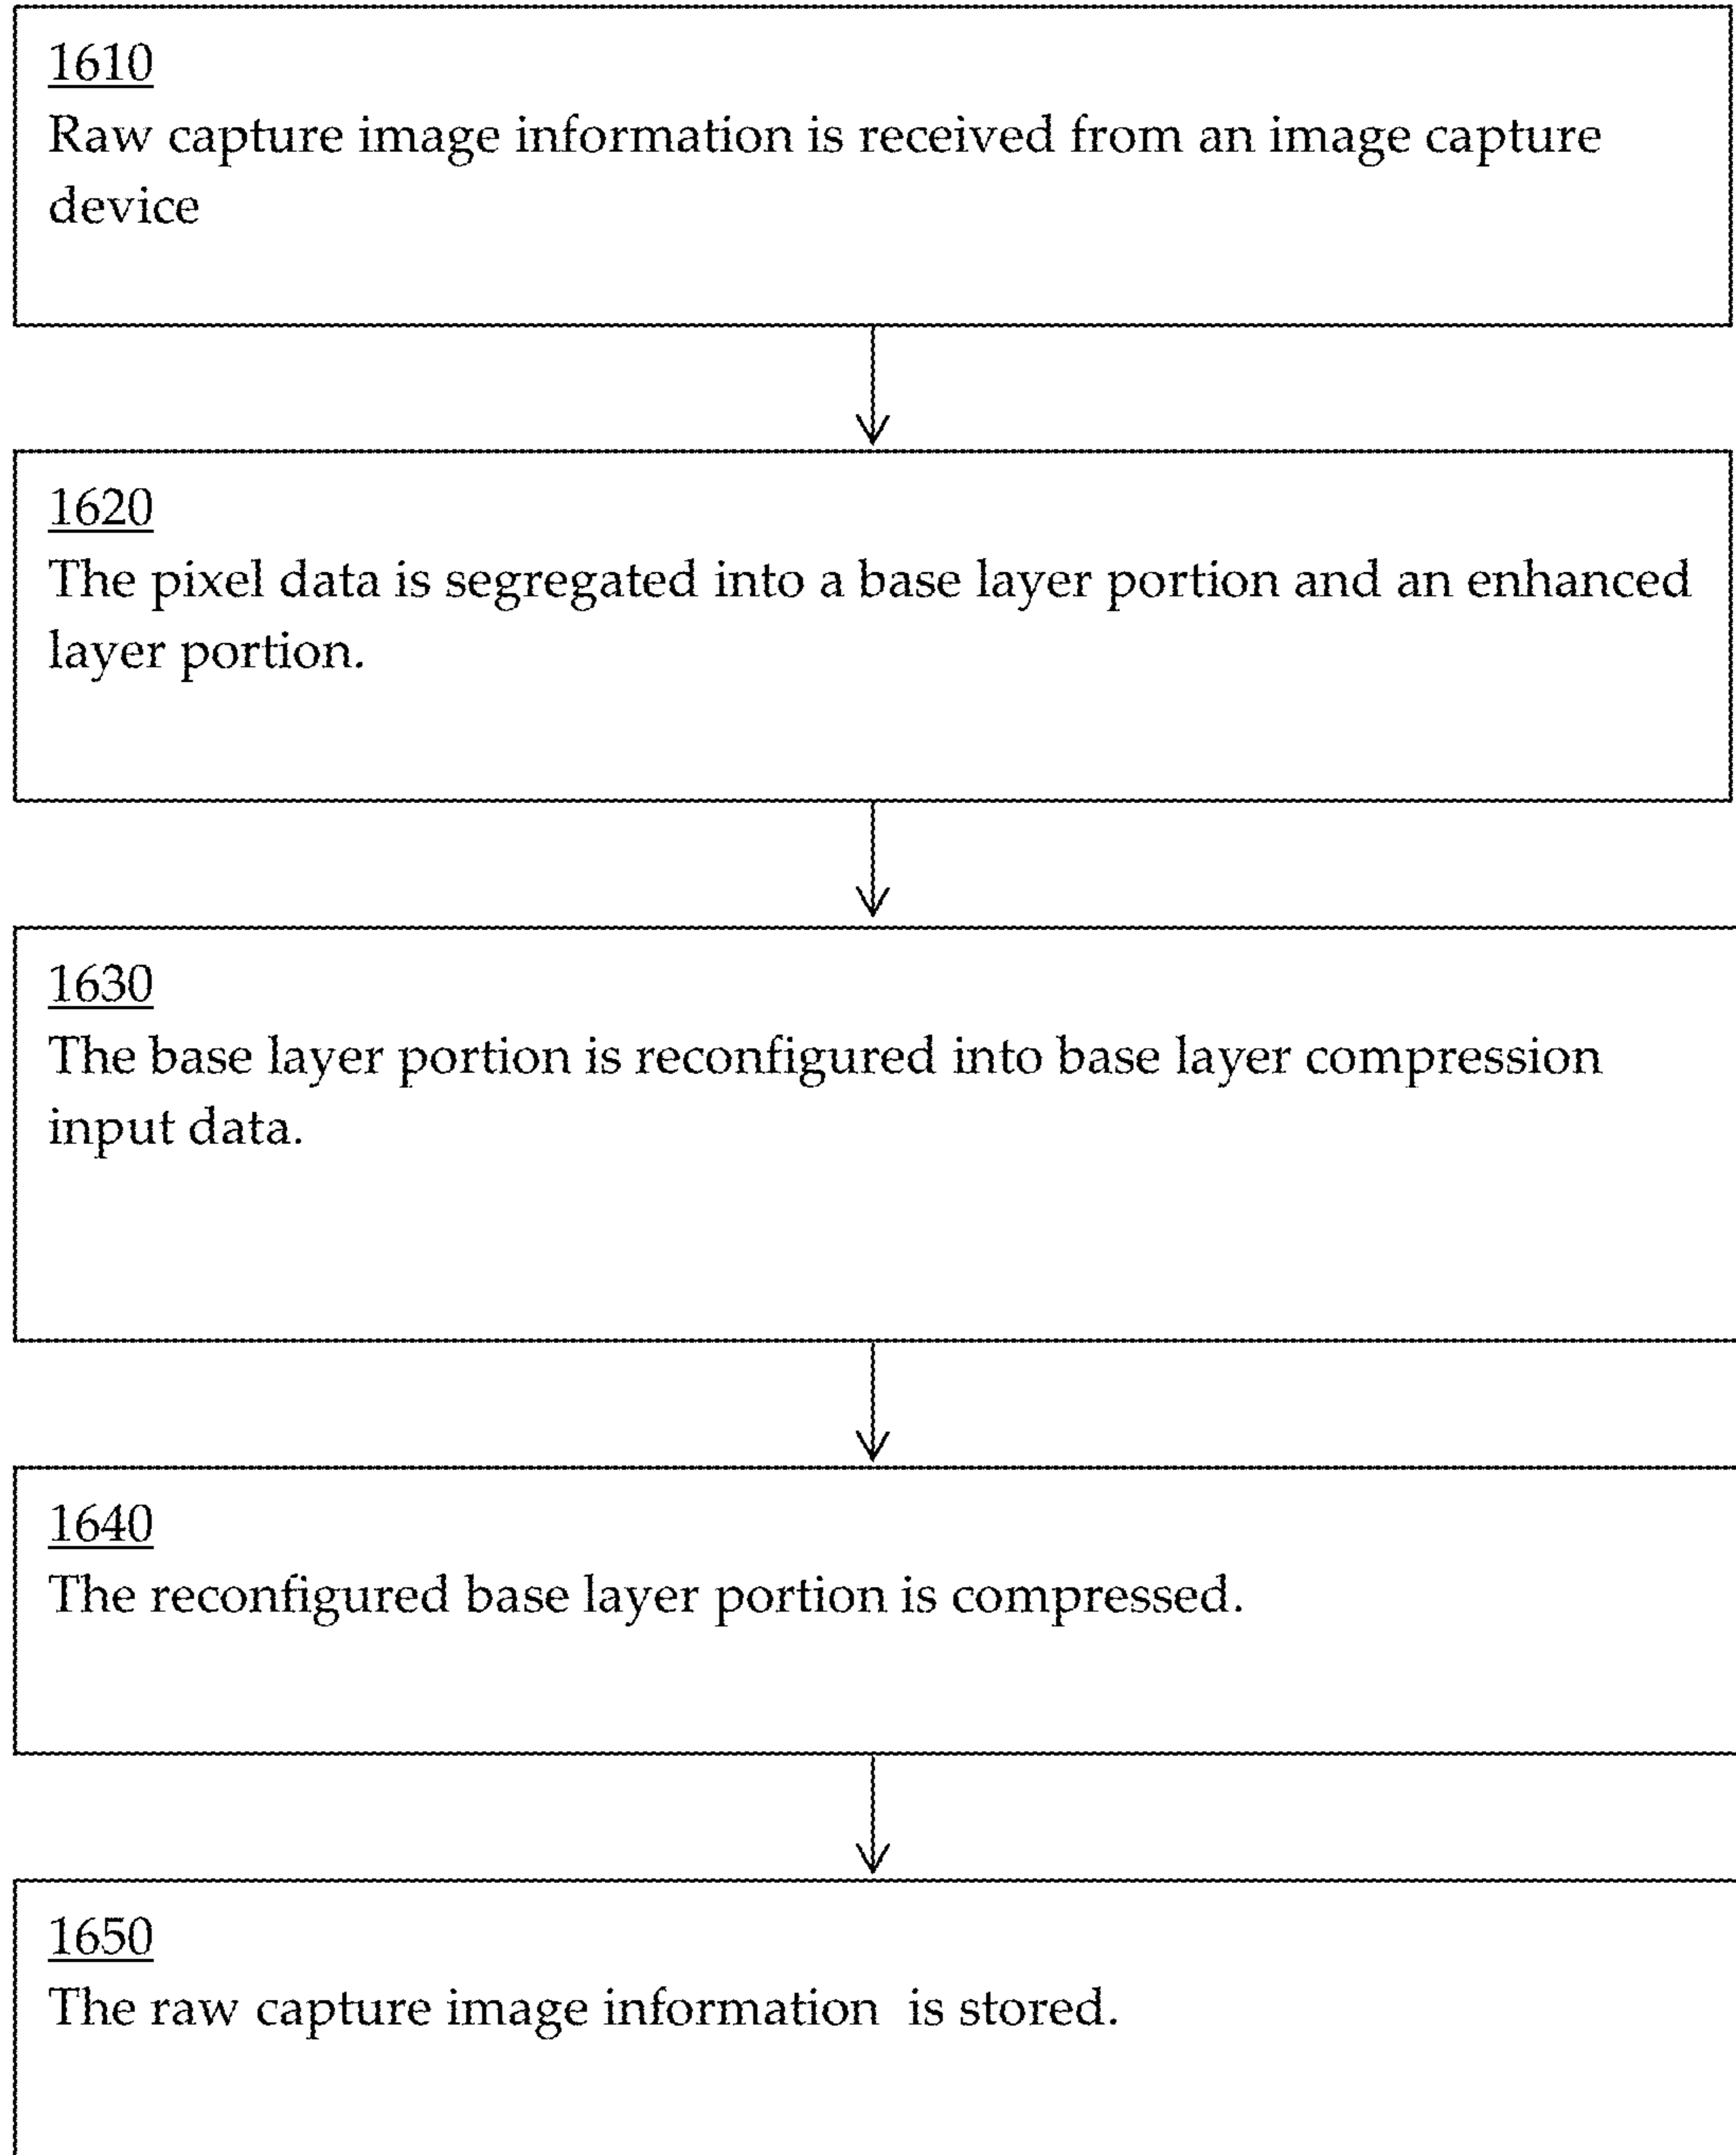 1610
Raw capture image information is received from an image capture
device
1620
The pixel data is segregated into a base layer portion and an enhanced
layer portion.
1630
The base layer portion is reconfigured into base layer compression
input data.
1640
The reconfigured base layer portion is compressed.
1650
The raw capture image information  is stored.